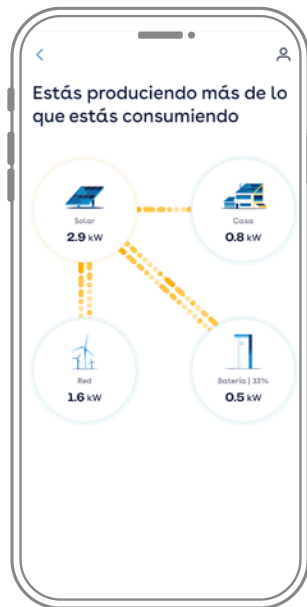 Estás produciendo más de lo
que estás consumiendo
Solar
2.9 kW
Casa
0.8 kW
Red
1.6 kW
Batería | 33%
0.5 kW